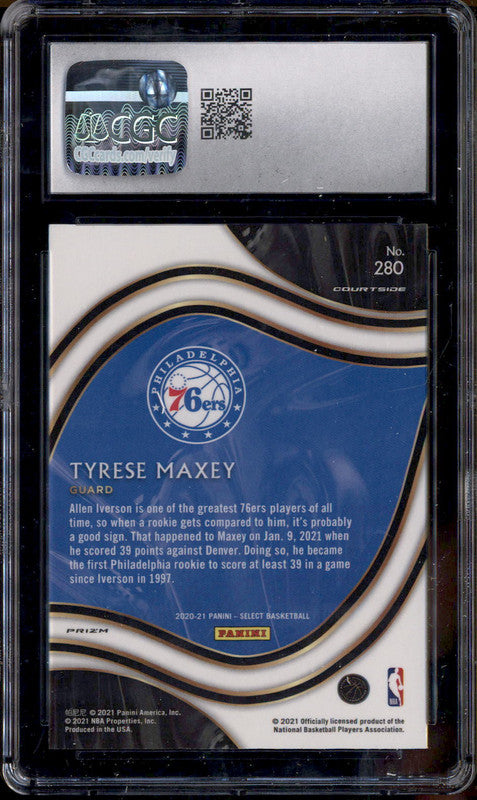 CGC
CGCcards.com/verify
No.
280
COURTSIDE
PHILADELPHIA
76ers
TYRESE MAXEY
GUARD
Allen Iverson is one of the greatest 76ers players of all
time, so when a rookie gets compared to him, it's probably
a good sign. That happened to Maxey on Jan. 9, 2021 when
he scored 39 points against Denver. Doing so, he became
the first Philadelphia rookie to score at least 39 in a game
since Iverson in 1997.
2020-21 PANINI – SELECT BASKETBALL
PANINI
PRIZM
NBA
帕尼尼 © 2021 Panini America, Inc.
© 2021 NBA Properties, Inc.
Produced in the USA.
© 2021 Officially licensed product of the
National Basketball Players Association.